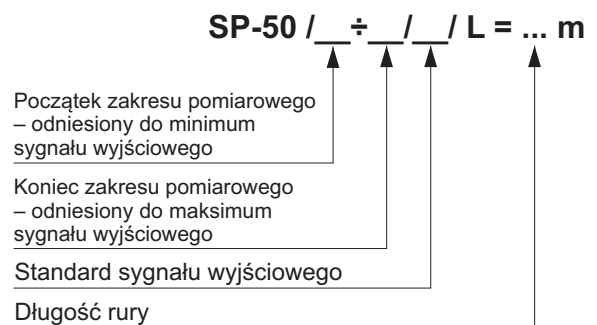 SP-50 /__÷__/__/ L = ... m
Początek zakresu pomiarowego
– odniesiony do minimum
sygnału wyjściowego
Koniec zakresu pomiarowego
– odniesiony do maksimum
sygnału wyjściowego
Standard sygnału wyjściowego
Długość rury